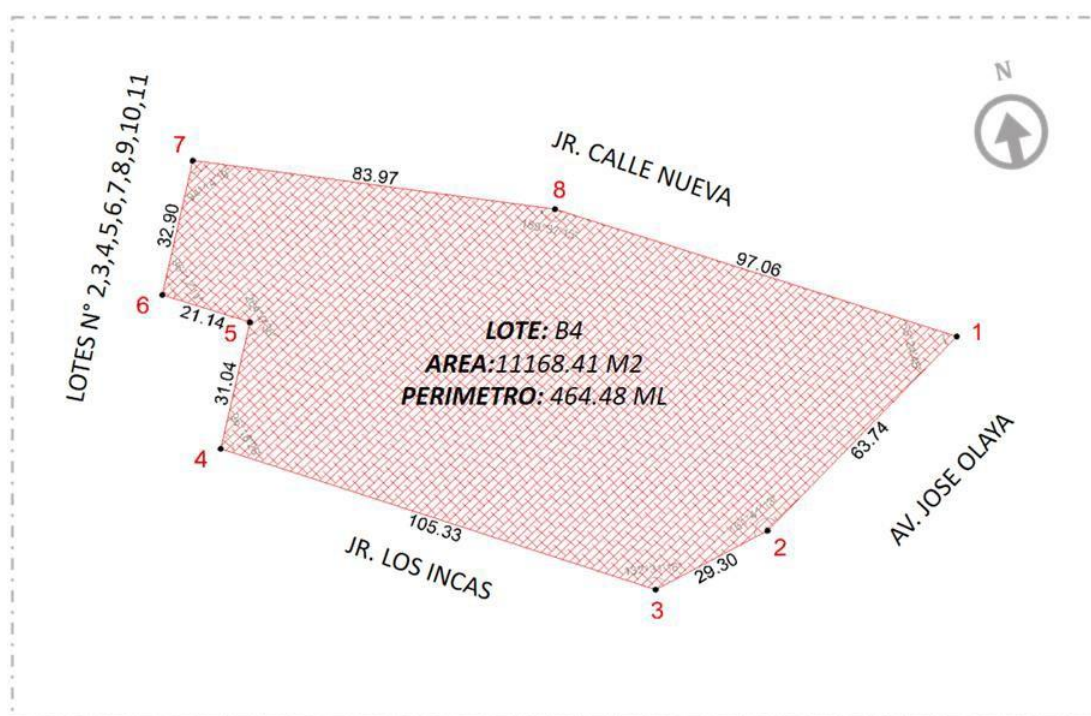 N
JR. CALLE NUEVA
7
83.97
8
97.06
LOTES N° 2,3,4,5,6,7,8,9,10,11
32.90
6
21.14
5
1
LOTE: B4
AREA:11168.41 M2
PERIMETRO: 464.48 ML
31.04
4
63.74
AV. JOSE OLAYA
105.33
JR. LOS INCAS
2
29.30
3